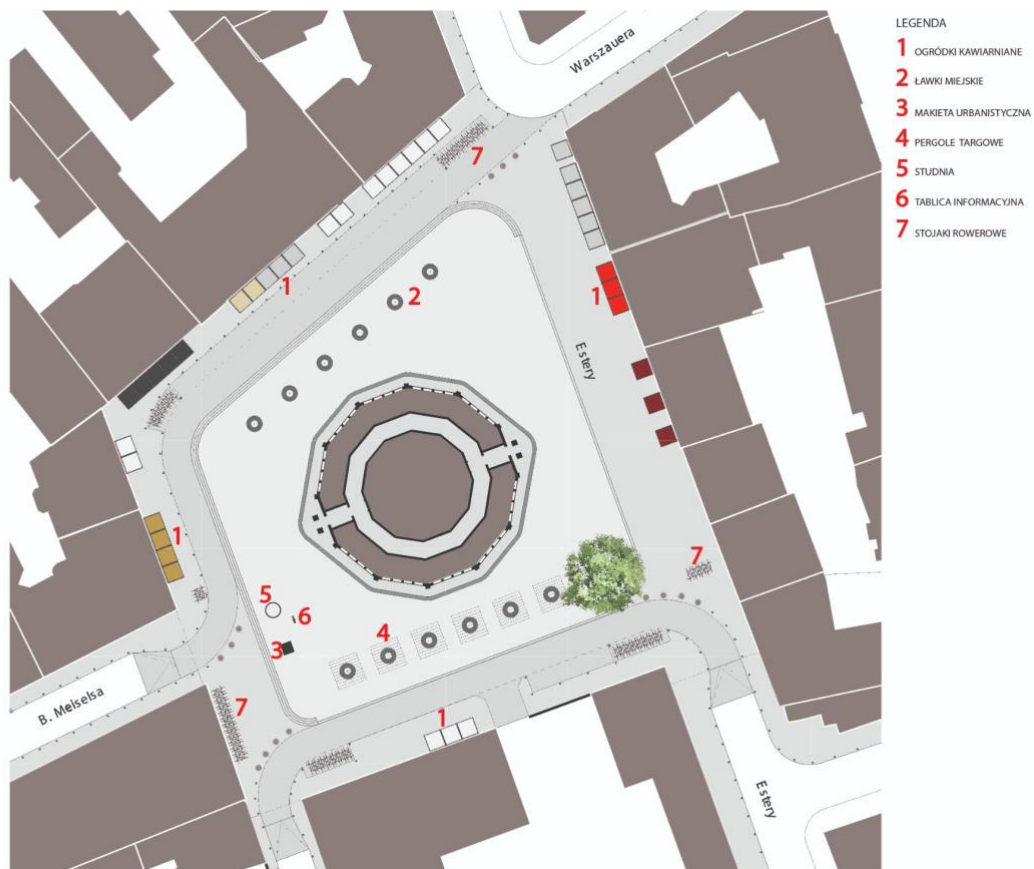 LEGENDA
1 OGRÓDKI KAWIARNIANE
2 ŁAWKI MIEJSKIE
3 MAKIETA URBANISTYCZNA
4 PERGOLE TARGOWE
5 STUDNIA
6 TABLICA INFORMACYJNA
7 STOJAKI ROWEROWE
Warszauera
7
1
2
1
Estery
1
7
5
6
4
3
7
B. Meiselsa
1
Estery